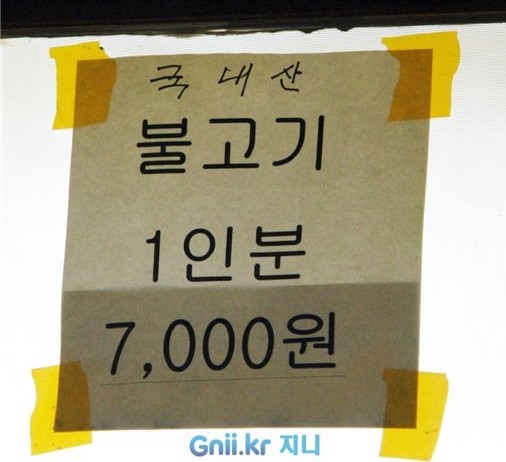 국내산
불고기
1인분
7,000원
Gnii.kr 지니